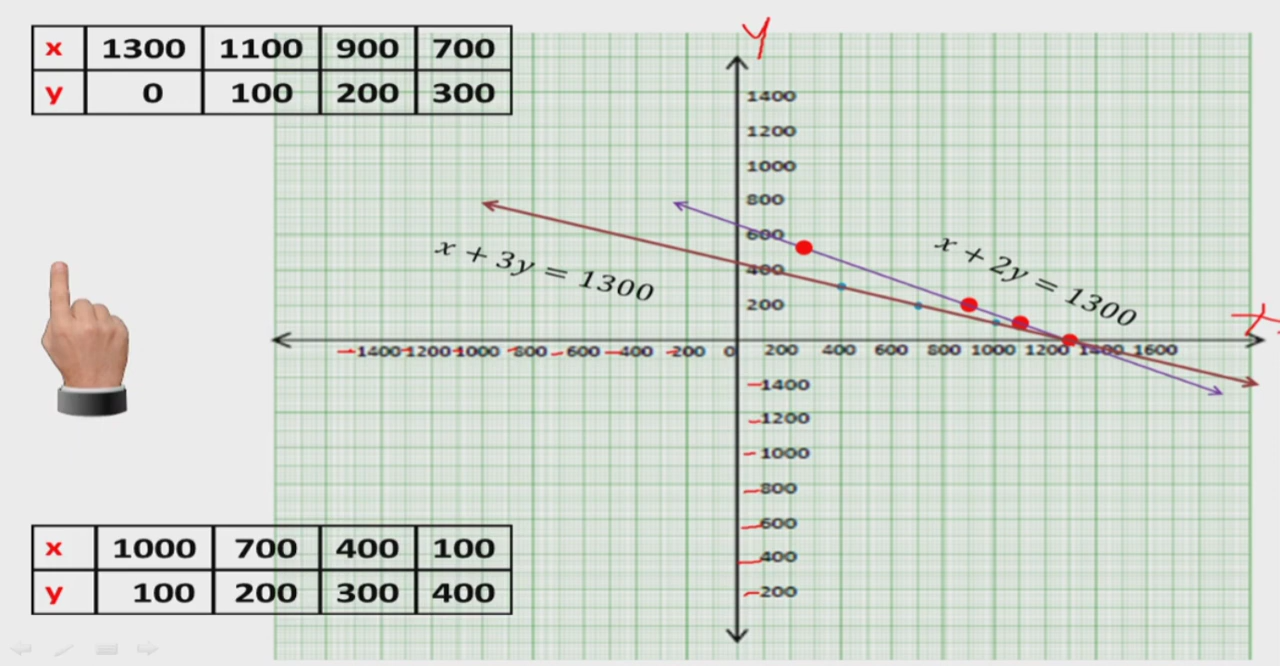 x 1300 1100 900 700
y 0 100 200 300
y
1400
1200
1000
800
600
400
200
x + 3y = 1300
x + 2y = 1300
x
-1400 -1200 -1000 -800 -600 -400 -200 0 200 400 600 800 1000 1200 1400 1600
-1400
-1200
-1000
-800
-600
-400
-200
x 1000 700 400 100
y 100 200 300 400